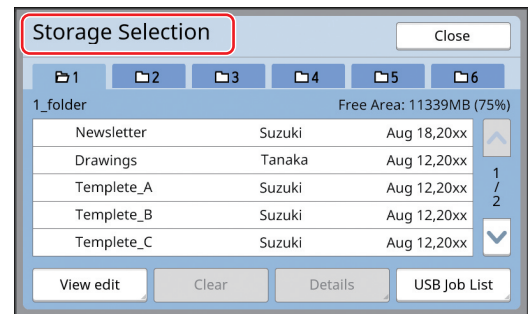 Storage Selection
Close
1 2 3 4 5 6
1_folder Free Area: 11339MB (75%)
Newsletter Suzuki Aug 18,20xx
Drawings Tanaka Aug 12,20xx
Templete_A Suzuki Aug 12,20xx
Templete_B Suzuki Aug 12,20xx
Templete_C Suzuki Aug 12,20xx
1
/
2
View edit Clear Details USB Job List